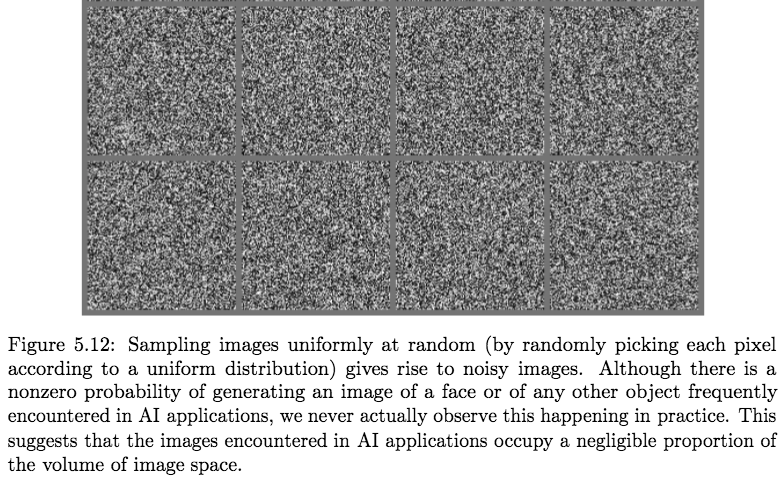 Figure 5.12: Sampling images uniformly at random (by randomly picking each pixel
according to a uniform distribution) gives rise to noisy images. Although there is a
nonzero probability of generating an image of a face or of any other object frequently
encountered in AI applications, we never actually observe this happening in practice. This
suggests that the images encountered in AI applications occupy a negligible proportion of
the volume of image space.